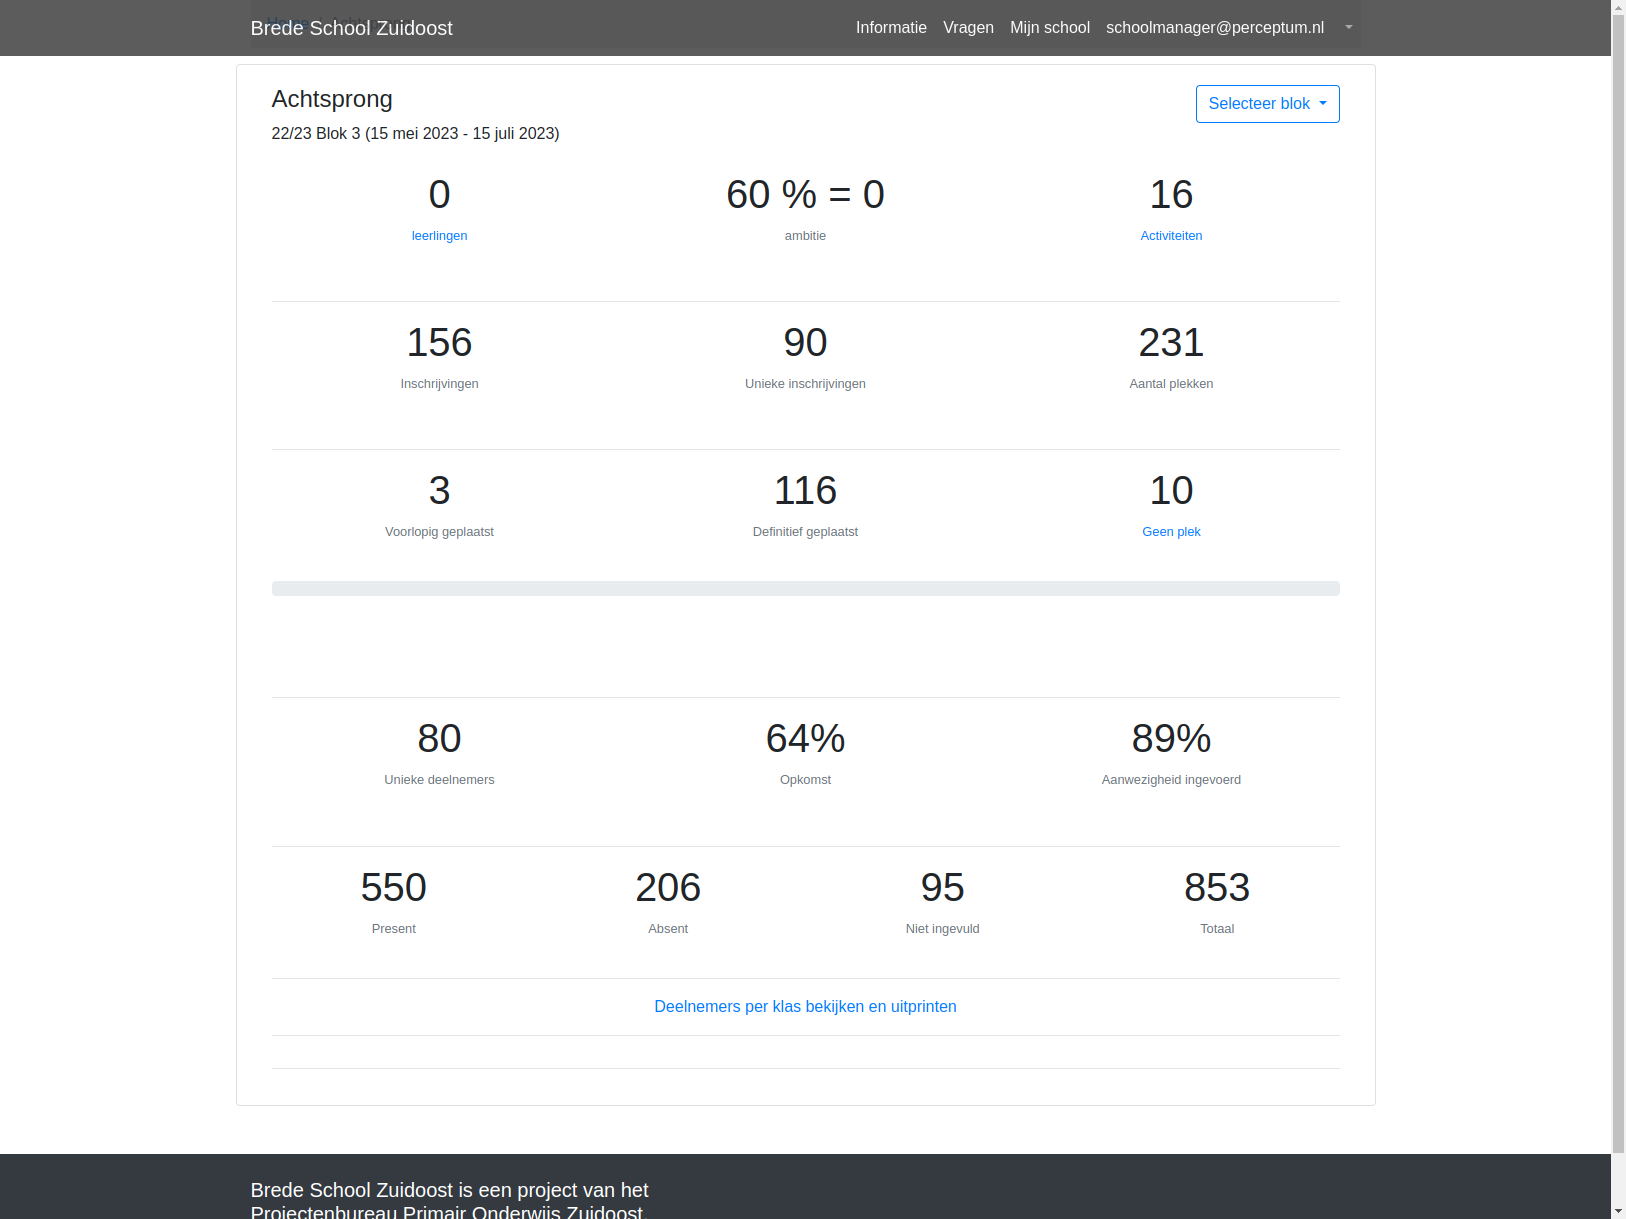 Brede School Zuidoost
Informatie
Vragen
Mijn school
schoolmanager@perceptum.nl
Achtsprong
Selecteer blok
22/23 Blok 3 (15 mei 2023 - 15 juli 2023)
0
60 % = 0
16
leerlingen
ambitie
Activiteiten
156
90
231
Inschrijvingen
Unieke inschrijvingen
Aantal plekken
3
116
10
Voorlopig geplaatst
Definitief geplaatst
Geen plek
80
64%
89%
Unieke deelnemers
Opkomst
Aanwezigheid ingevoerd
550
206
95
853
Present
Absent
Niet ingevuld
Totaal
Deelnemers per klas bekijken en uitprinten
Brede School Zuidoost is een project van het
Projectenbureau Primair Onderwijs Zuidoost.